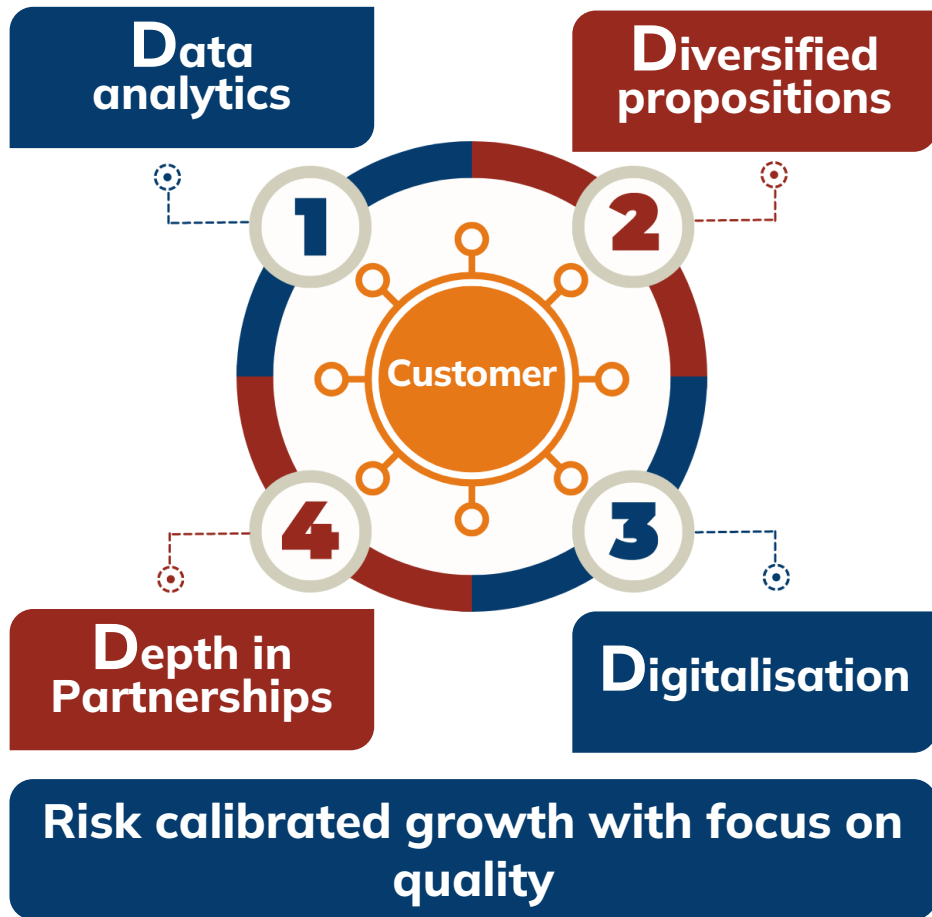 Data
analytics
Diversified
propositions
1
2
Customer
4
3
Depth in
Partnerships
Digitalisation
Risk calibrated growth with focus on
quality